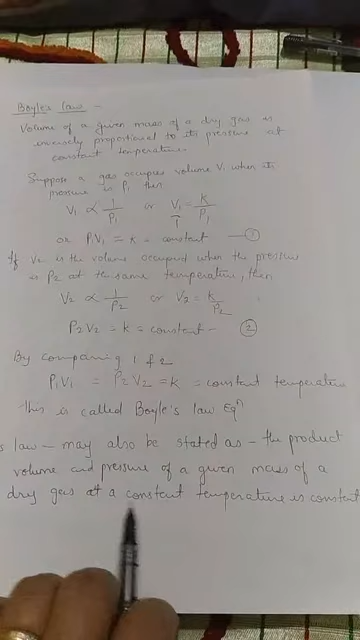 Boyle's law -
Volume of a given mass of a dry gas is
inversely proportional to its pressure at
constant temperature
Suppose a gas occupies volume V₁ when its
pressure is P₁ then
V₁ ∝ 1/P₁ or V₁ = K/P₁
or P₁V₁ = K = constant — ①
If V₂ is the volume occupied when the pressure
is P₂ at the same temperature, then
V₂ ∝ 1/P₂ or V₂ = K/P₂
P₂V₂ = K = constant - ②
By comparing 1 & 2
P₁V₁ = P₂V₂ = K = constant temperature
This is called Boyle's law Eqⁿ
s law - may also be stated as - the product
volume and pressure of a given mass of a
dry gas at a constant temperature is constant